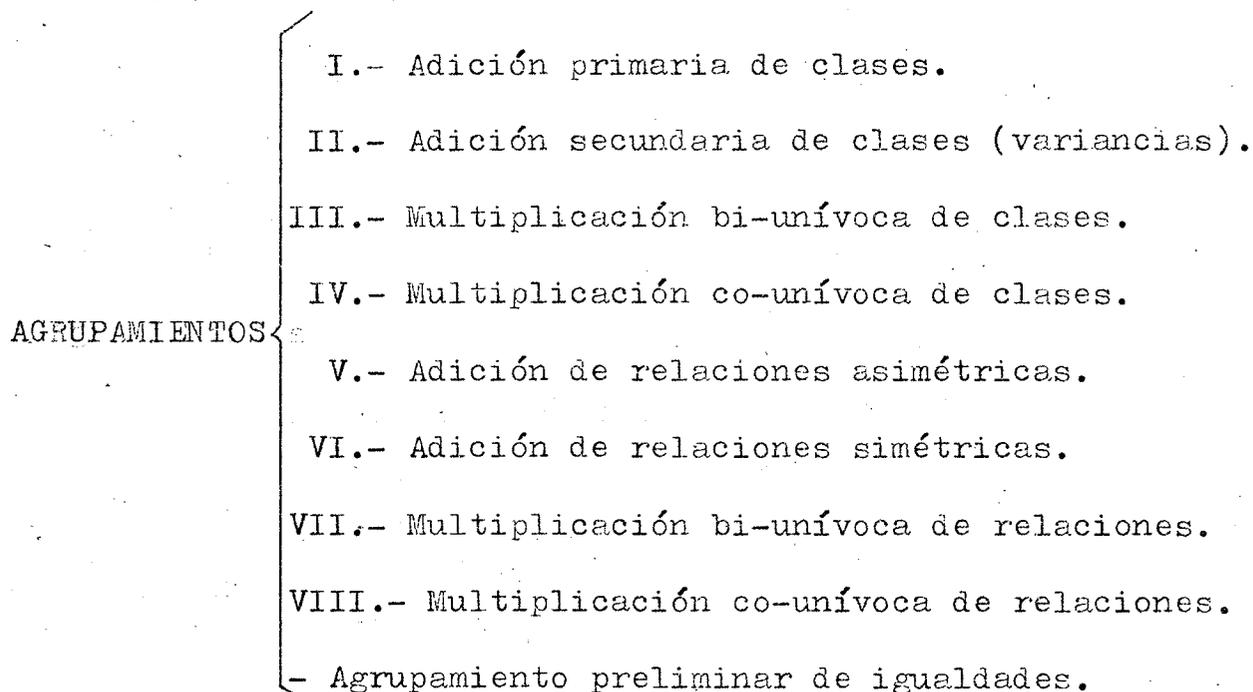 I.- Adición primaria de clases.
II.- Adición secundaria de clases (variancias).
III.- Multiplicación bi-unívoca de clases.
IV.- Multiplicación co-unívoca de clases.
AGRUPAMIENTOS
V.- Adición de relaciones asimétricas.
VI.- Adición de relaciones simétricas.
VII.- Multiplicación bi-unívoca de relaciones.
VIII.- Multiplicación co-unívoca de relaciones.
- Agrupamiento preliminar de igualdades.